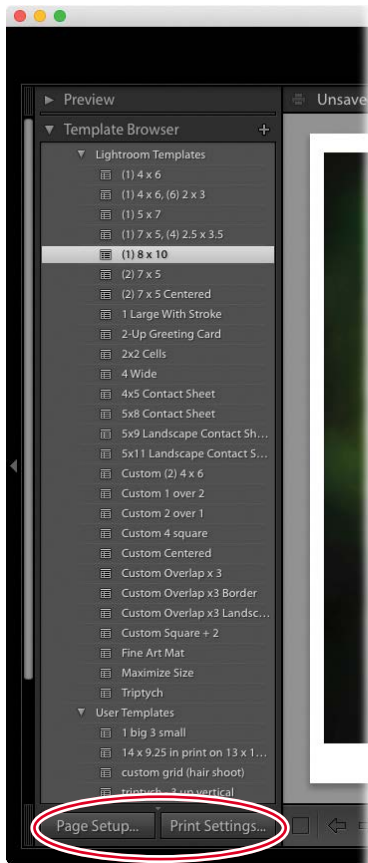 Preview
Unsave
Template Browser +
Lightroom Templates
(1) 4 x 6
(1) 4 x 6, (6) 2 x 3
(1) 5 x 7
(1) 7 x 5, (4) 2.5 x 3.5
(1) 8 x 10
(2) 7 x 5
(2) 7 x 5 Centered
1 Large With Stroke
2-Up Greeting Card
2x2 Cells
4 Wide
4x5 Contact Sheet
5x8 Contact Sheet
5x9 Landscape Contact Sh...
5x11 Landscape Contact S...
Custom (2) 4 x 6
Custom 1 over 2
Custom 2 over 1
Custom 4 square
Custom Centered
Custom Overlap x 3
Custom Overlap x3 Border
Custom Overlap x3 Landsc...
Custom Square + 2
Fine Art Mat
Maximize Size
Triptych
User Templates
1 big 3 small
14 x 9.25 in print on 13 x 1...
custom grid (hair shoot)
triptych - 3 up vertical
Page Setup... Print Settings...